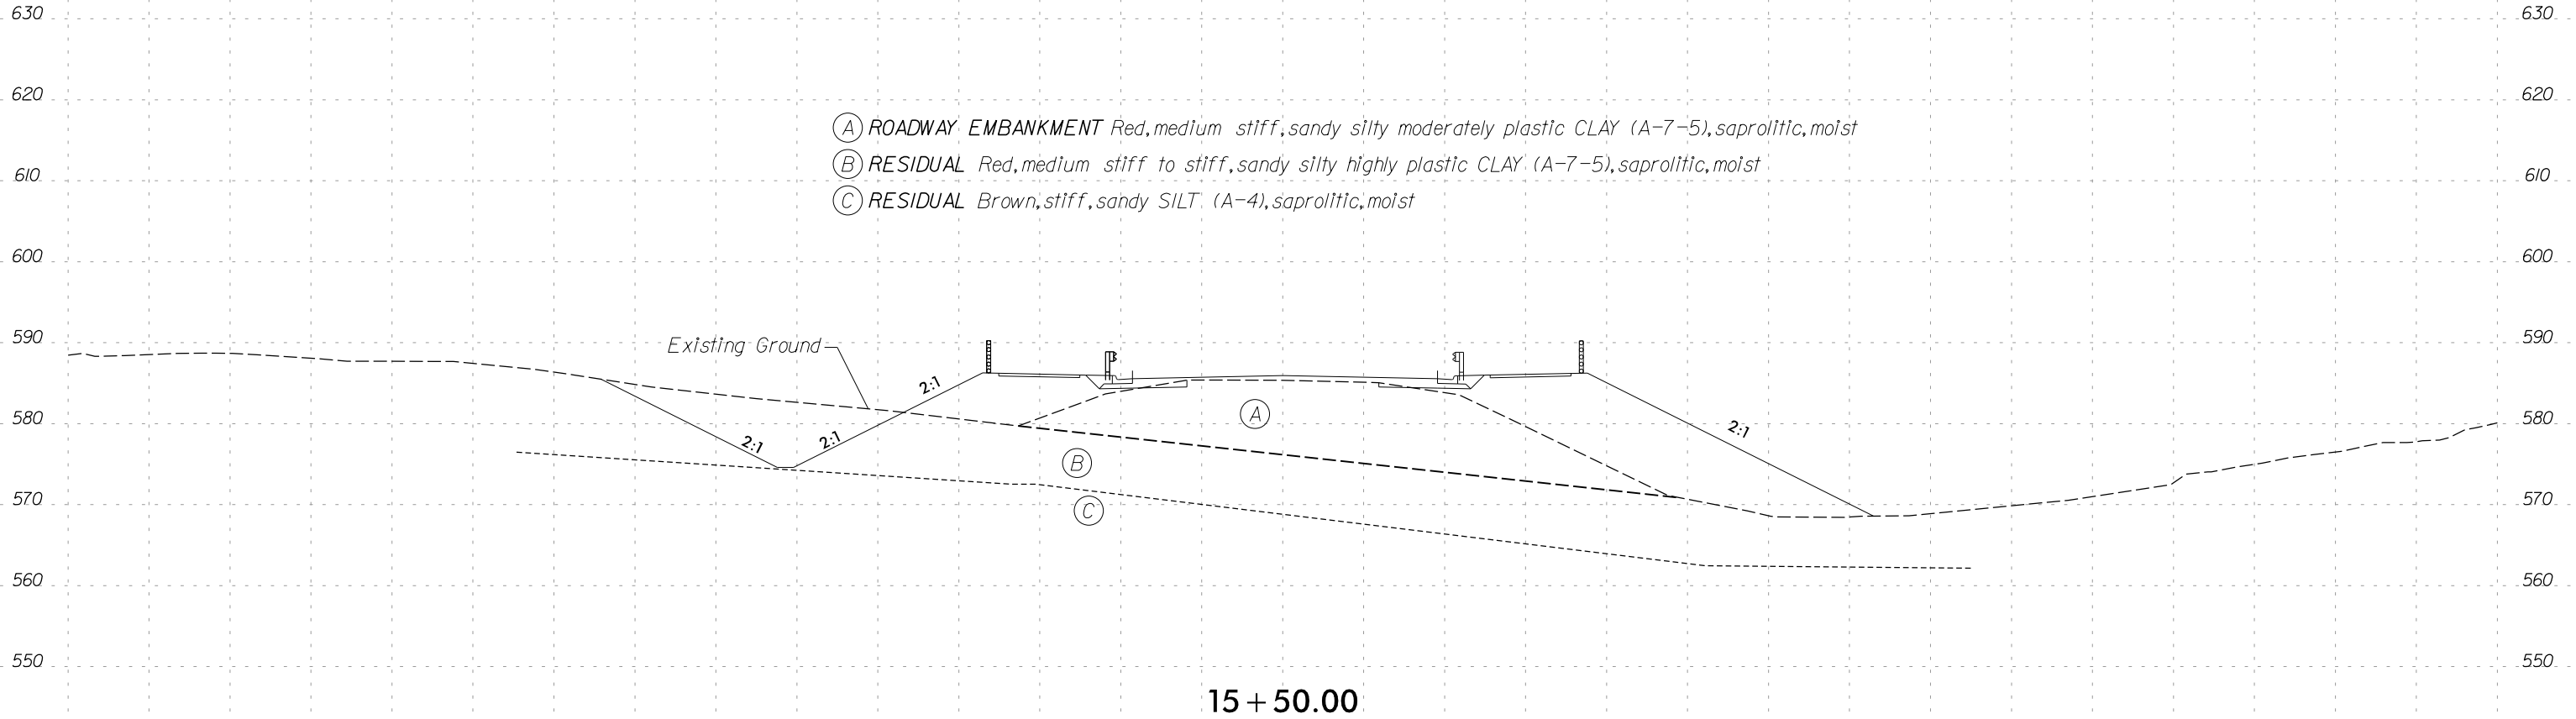 630 630
620 620
Ⓐ ROADWAY EMBANKMENT Red, medium stiff, sandy silty moderately plastic CLAY (A-7-5), saprolitic, moist
Ⓑ RESIDUAL Red, medium stiff to stiff, sandy silty highly plastic CLAY (A-7-5), saprolitic, moist
610 610
Ⓒ RESIDUAL Brown, stiff, sandy SILT (A-4), saprolitic, moist
600 600
590 590
Existing Ground
2:1
A
580 580
2:1
2:1
2:1
B
570 570
C
560 560
550 550
15+50.00